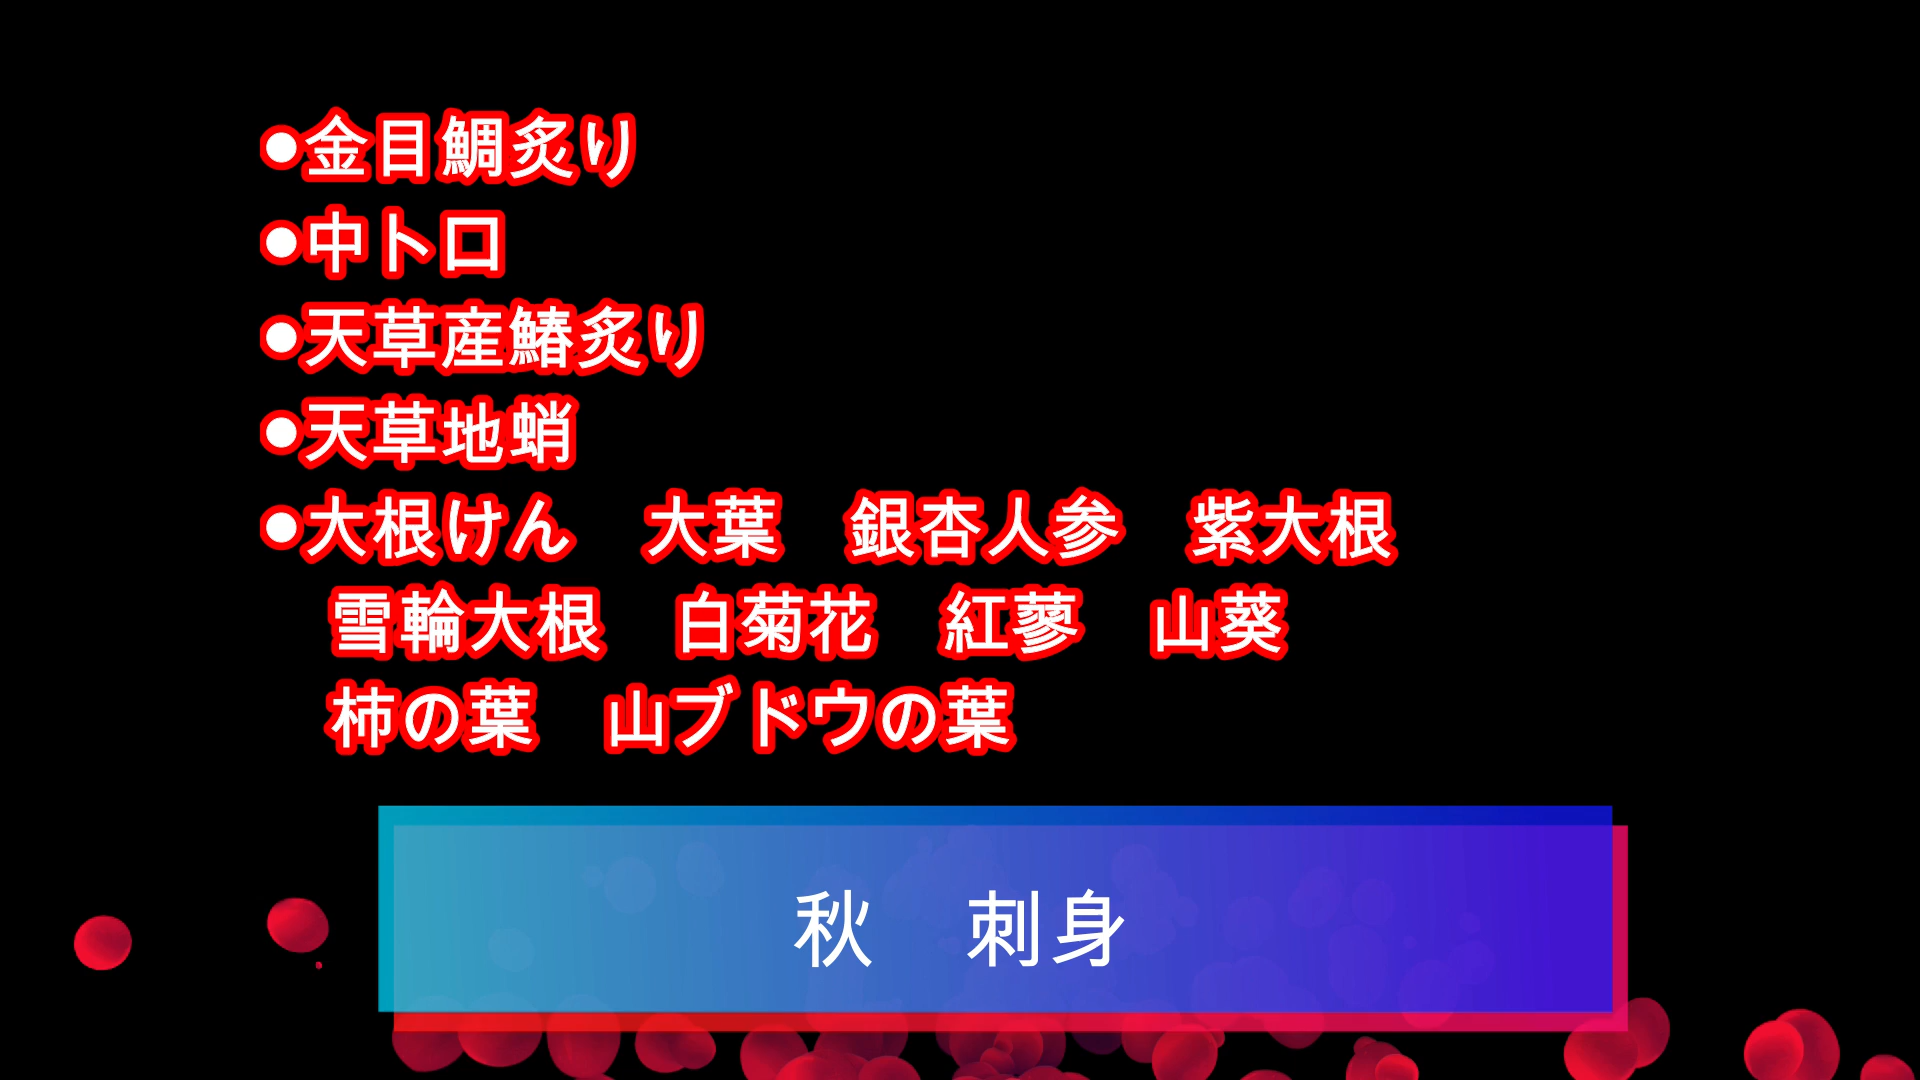 ●金目鯛炙り
●中トロ
●天草産鰆炙り
●天草地蛸
●大根けん　大葉　銀杏人参　紫大根
雪輪大根　白菊花　紅蓼　山葵
柿の葉　山ブドウの葉
秋　刺身